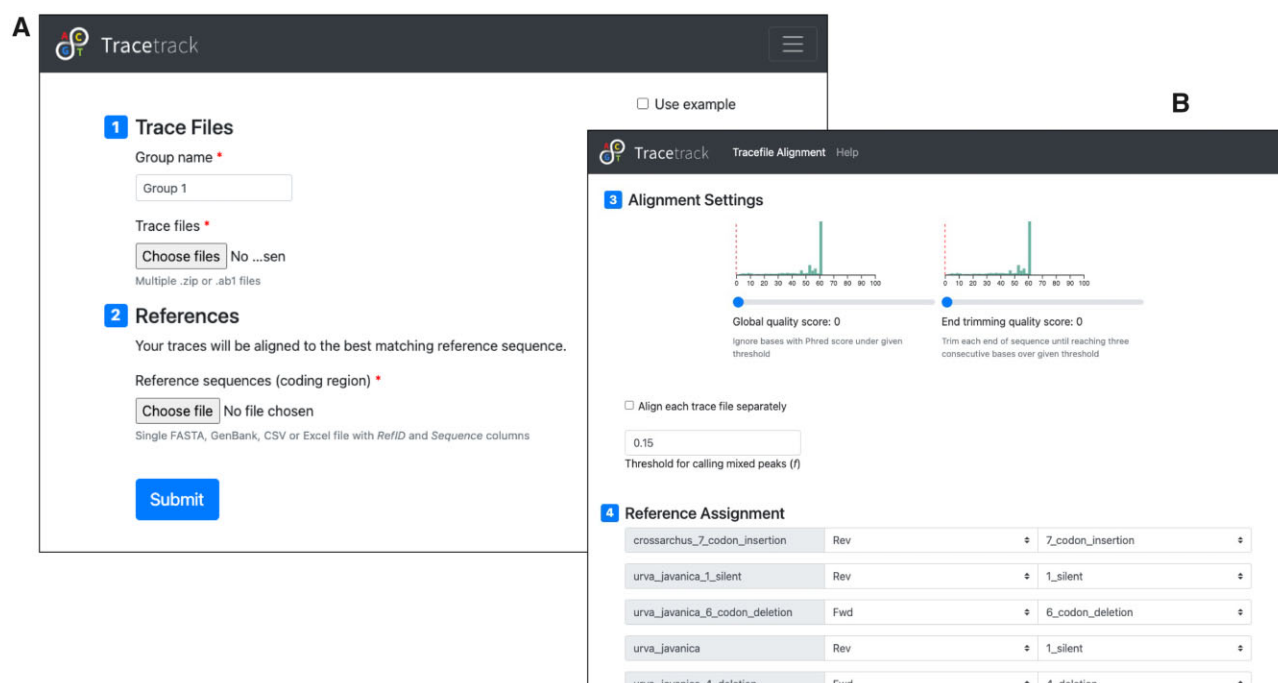 A
A C G T Tracetrack
Use example
1 Trace Files
Group name *
Group 1
Trace files *
Choose files No ...sen
Multiple .zip or .ab1 files
2 References
Your traces will be aligned to the best matching reference sequence.
Reference sequences (coding region) *
Choose file No file chosen
Single FASTA, GenBank, CSV or Excel file with RefID and Sequence columns
Submit
B
A C G T Tracetrack Tracefile Alignment Help
3 Alignment Settings
0 10 20 30 40 50 60 70 80 90 100
0 10 20 30 40 50 60 70 80 90 100
Global quality score: 0
Ignore bases with Phred score under given
threshold
End trimming quality score: 0
Trim each end of sequence until reaching three
consecutive bases over given threshold
Align each trace file separately
0.15
Threshold for calling mixed peaks (f)
4 Reference Assignment
crossarchus_7_codon_insertion Rev 7_codon_insertion
urva_javanica_1_silent Rev 1_silent
urva_javanica_6_codon_deletion Fwd 6_codon_deletion
urva_javanica Rev 1_silent
urva_javanica_4_deletion Fwd 4_deletion